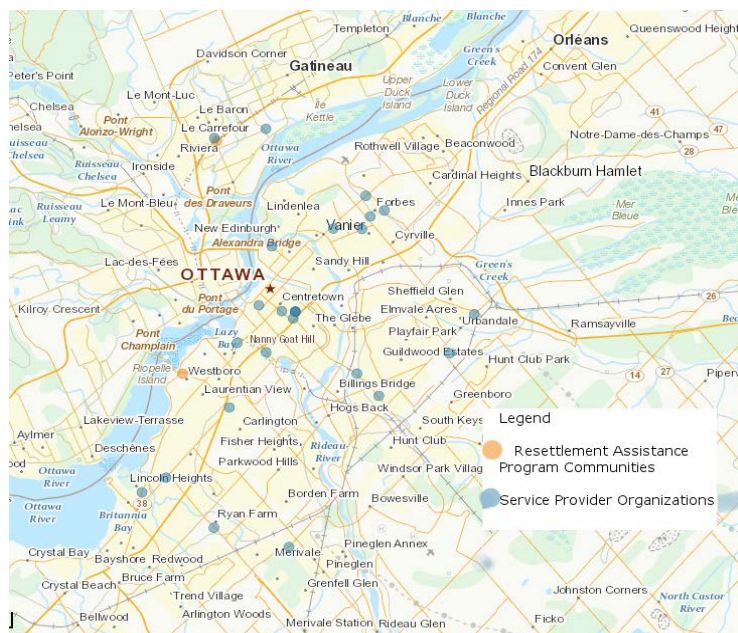 Templeton
Blanche
Blanche
Queenswood Height
Davidson Corner
Orléans
Green's
Creek
Gatineau
Convent Glen
Peter's Point
Upper
Duck
Island
Lower
Duck
Island
Regional Road 174
Le Mont-Luc
Chelsea
Le Baron
Île
Kettle
Pont
Alonzo-Wright
Le Carrefour
41
Notre-Dame-des-Champs
helsea
Riviera
Ottawa
River
Rothwell Village
Beaconwood
28
Ruisseau
Chelsea
Ruisseau
Chelsea
Ironside
Cardinal Heights
Blackburn Hamlet
Pont
des Draveurs
Ruisseau
Leamy
Le Mont-Bleu
Lindenlea
Forbes
Innes Park
Mer
Bleue
New Edinburgh
Vanier
Alexandra Bridge
Cyrville
Lac-des-Fées
Sandy Hill
Green's
Creek
OTTAWA
Sheffield Glen
Pont
du Portage
Centretown
26
Kilroy Crescent
The Glebe
Elmvale Acres
Urbandale
Ramsayville
Pont
Champlain
Lazy
Bay
Nanny Goat Hill
Playfair Park
Guildwood Estates
Hunt Club Park
Riopelle
Island
Westboro
Laurentian View
Billings Bridge
Greenboro
Hogs Back
Lakeview-Terrasse
Carlington
South Keys
Legend
Aylmer
Deschênes
Fisher Heights
Rideau
River
Hunt Club
Resettlement Assistance
Program Communities
Parkwood Hills
Windsor Park Village
Ottawa
River
Lincoln Heights
Borden Farm
Bowesville
Service Provider Organizations
38
Ottawa
River
Britannia
Bay
Ryan Farm
Crystal Bay
Bayshore
Redwood
Merivale
Pineglen Annex
Bruce Farm
Pineglen
Crystal Beach
Grenfell Glen
Johnston Corners
North Castor
River
Trend Village
Bellwood
Arlington Woods
Merivale Station
Rideau Glen
Ficko